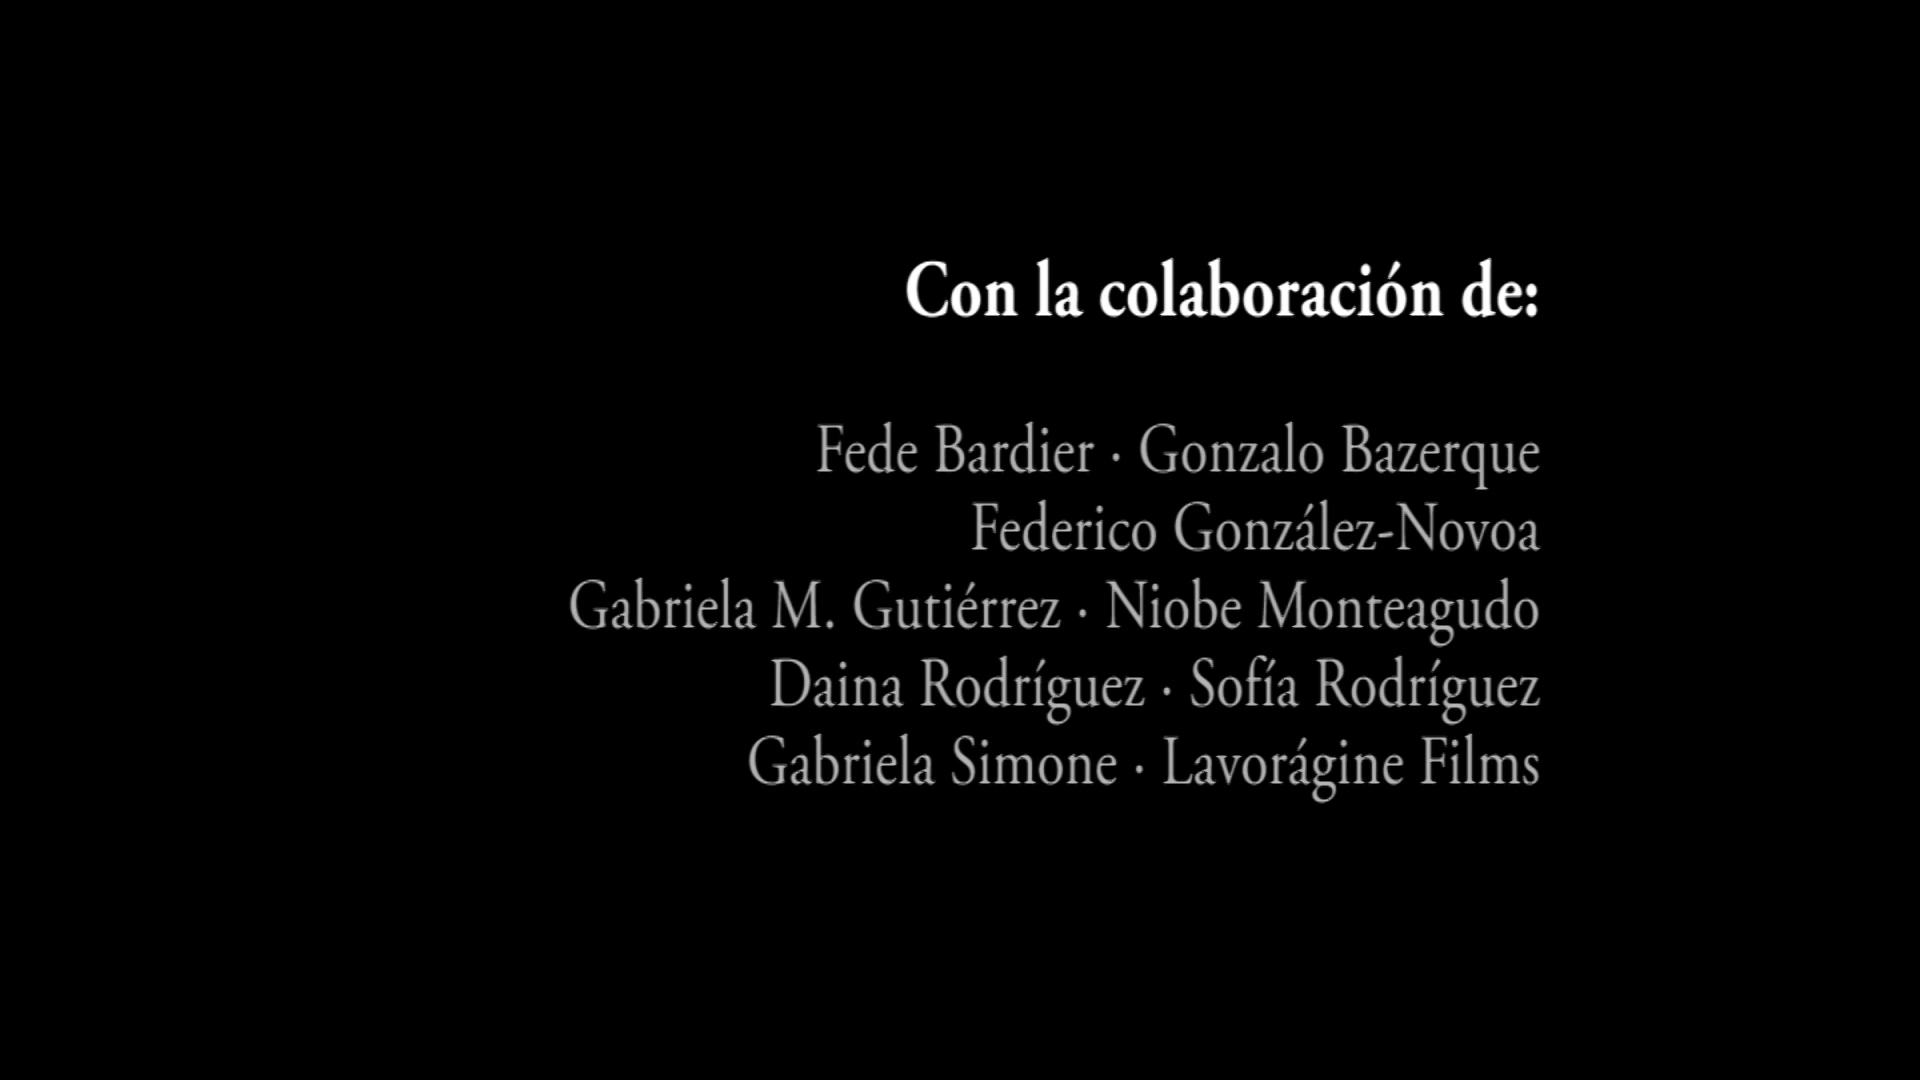 Con la colaboración de:
Fede Bardier · Gonzalo Bazerque
Federico González-Novoa
Gabriela M. Gutiérrez · Niobe Monteagudo
Daina Rodríguez · Sofía Rodríguez
Gabriela Simone · Lavorágine Films